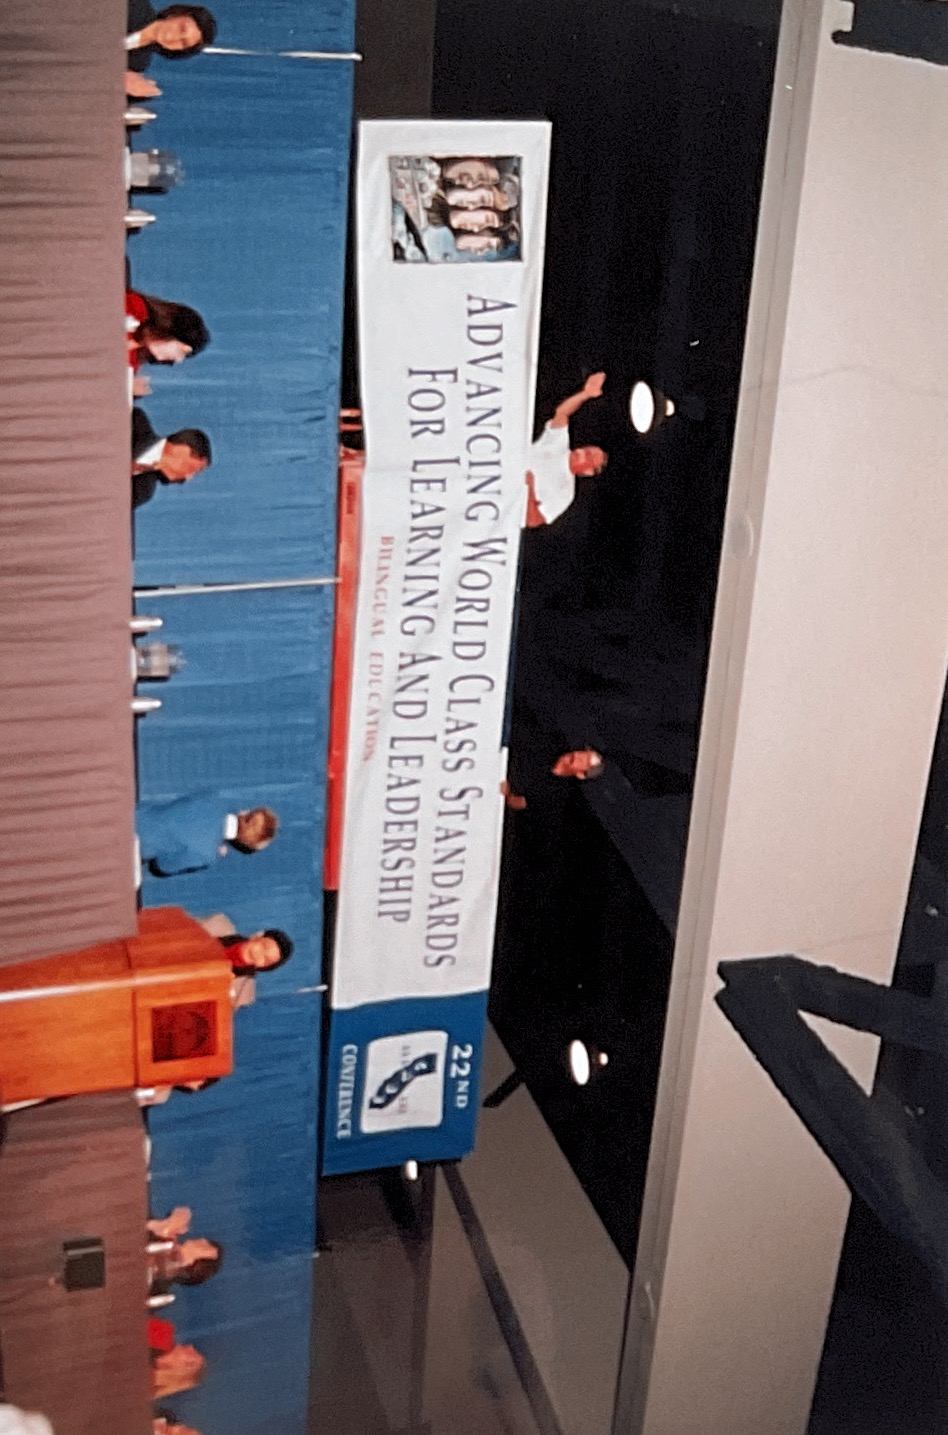 ADVANCING WORLD CLASS STANDARDS
FOR LEARNING AND LEADERSHIP
BILINGUAL EDUCATION
22ND
CONFERENCE